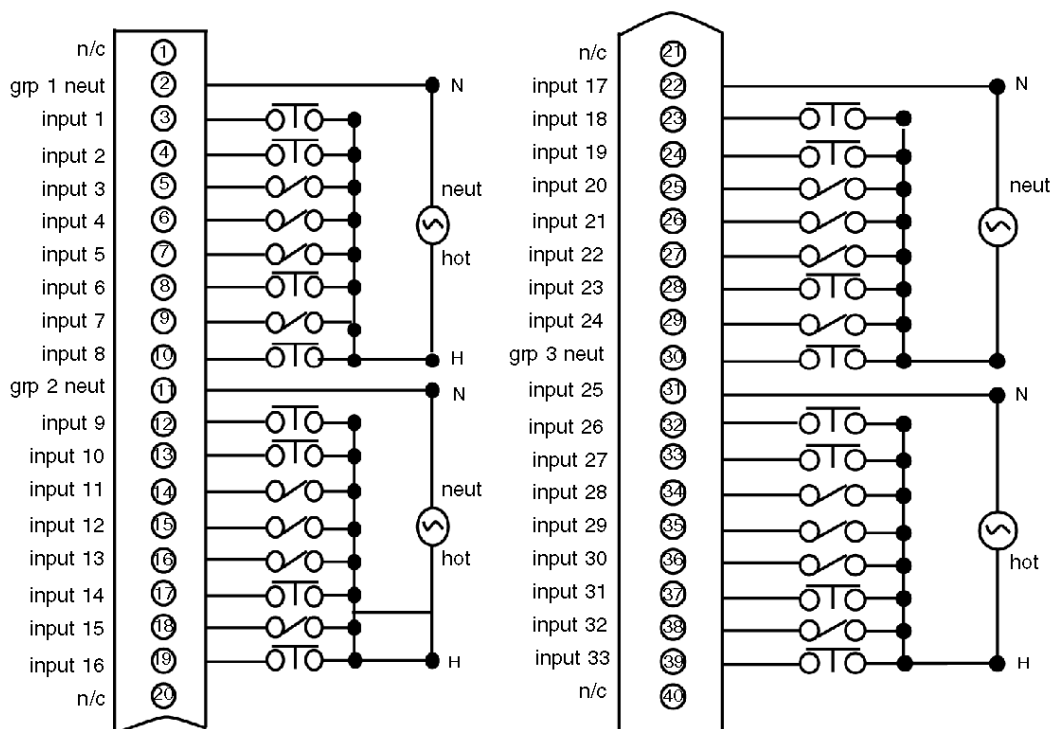 n/c 1
grp 1 neut 2 N
input 1 3
input 2 4
input 3 5 neut
input 4 6
input 5 7 hot
input 6 8
input 7 9
input 8 10 H
grp 2 neut 11 N
input 9 12
input 10 13
input 11 14 neut
input 12 15
input 13 16 hot
input 14 17
input 15 18
input 16 19 H
n/c 20
n/c 21
input 17 22 N
input 18 23
input 19 24
input 20 25 neut
input 21 26
input 22 27
input 23 28
input 24 29
grp 3 neut 30
input 25 31 N
input 26 32
input 27 33
input 28 34
input 29 35
input 30 36 hot
input 31 37
input 32 38
input 33 39 H
n/c 40